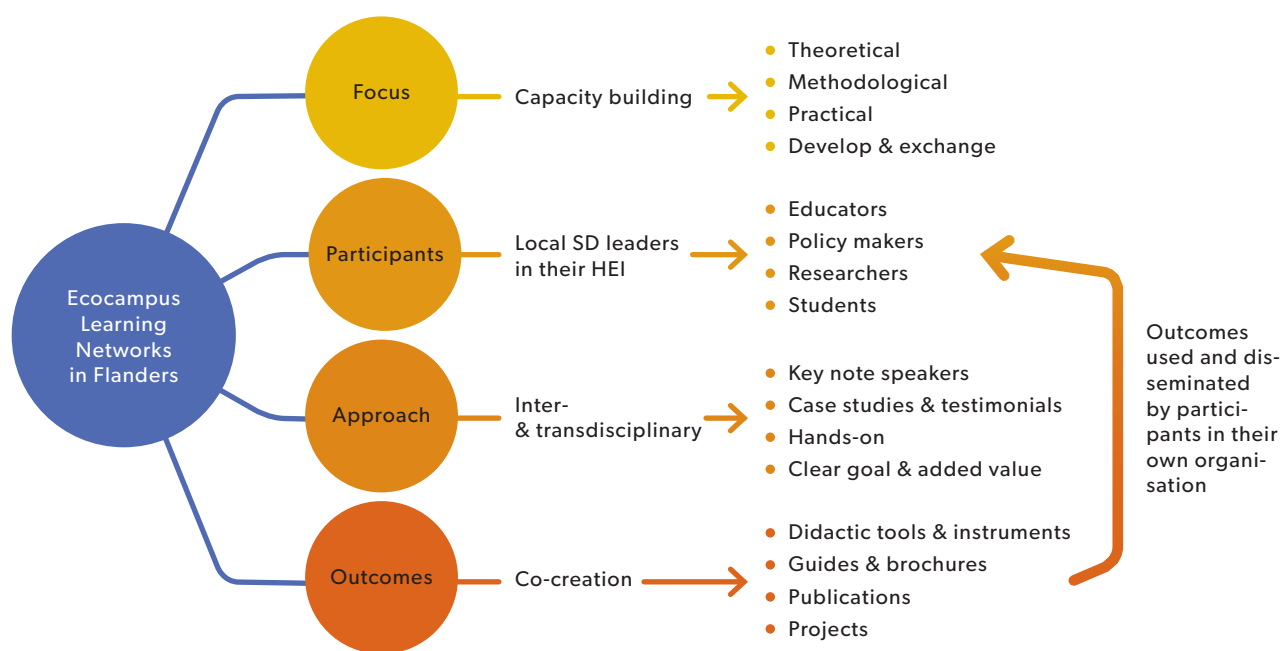 Ecocampus
Learning
Networks
in Flanders
Focus
Capacity building
Theoretical
Methodological
Practical
Develop & exchange
Participants
Local SD leaders
in their HEI
Educators
Policy makers
Researchers
Students
Approach
Inter-
& transdisciplinary
Key note speakers
Case studies & testimonials
Hands-on
Clear goal & added value
Outcomes
Co-creation
Didactic tools & instruments
Guides & brochures
Publications
Projects
Outcomes
used and dis-
seminated
by partici-
pants in their
own organi-
sation